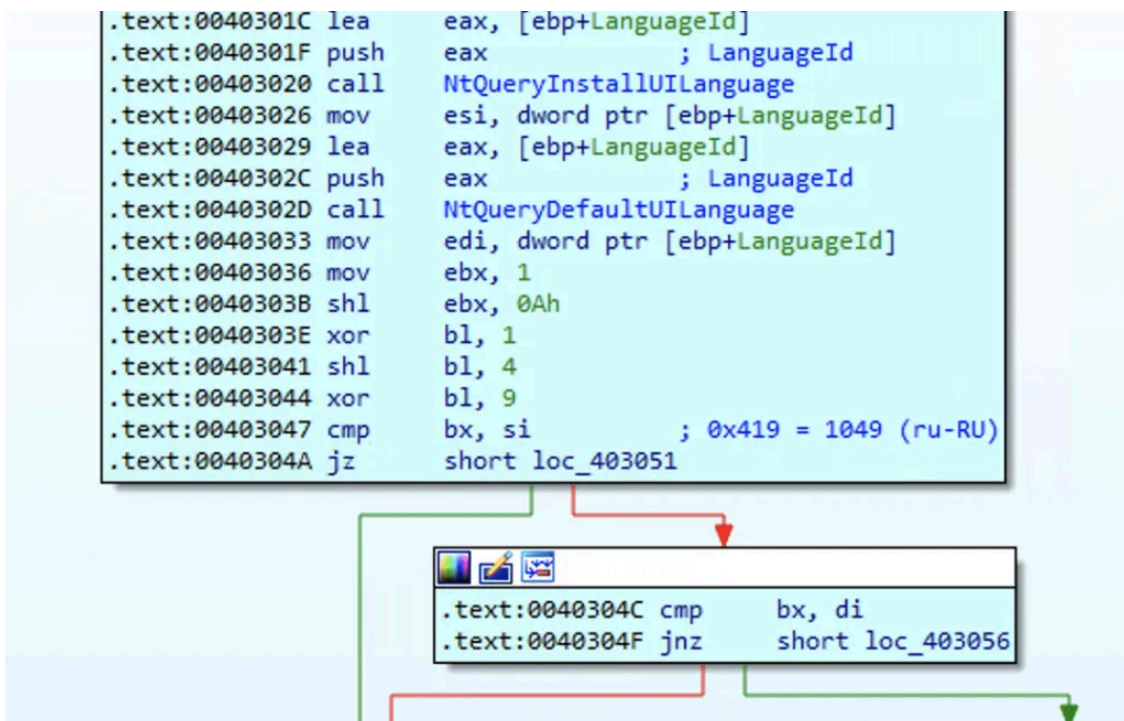 .text:0040301C lea eax, [ebp+LanguageId]
.text:0040301F push eax ; LanguageId
.text:00403020 call NtQueryInstallUILanguage
.text:00403026 mov esi, dword ptr [ebp+LanguageId]
.text:00403029 lea eax, [ebp+LanguageId]
.text:0040302C push eax ; LanguageId
.text:0040302D call NtQueryDefaultUILanguage
.text:00403033 mov edi, dword ptr [ebp+LanguageId]
.text:00403036 mov ebx, 1
.text:0040303B shl ebx, 0Ah
.text:0040303E xor bl, 1
.text:00403041 shl bl, 4
.text:00403044 xor bl, 9
.text:00403047 cmp bx, si ; 0x419 = 1049 (ru-RU)
.text:0040304A jz short loc_403051
.text:0040304C cmp bx, di
.text:0040304F jnz short loc_403056